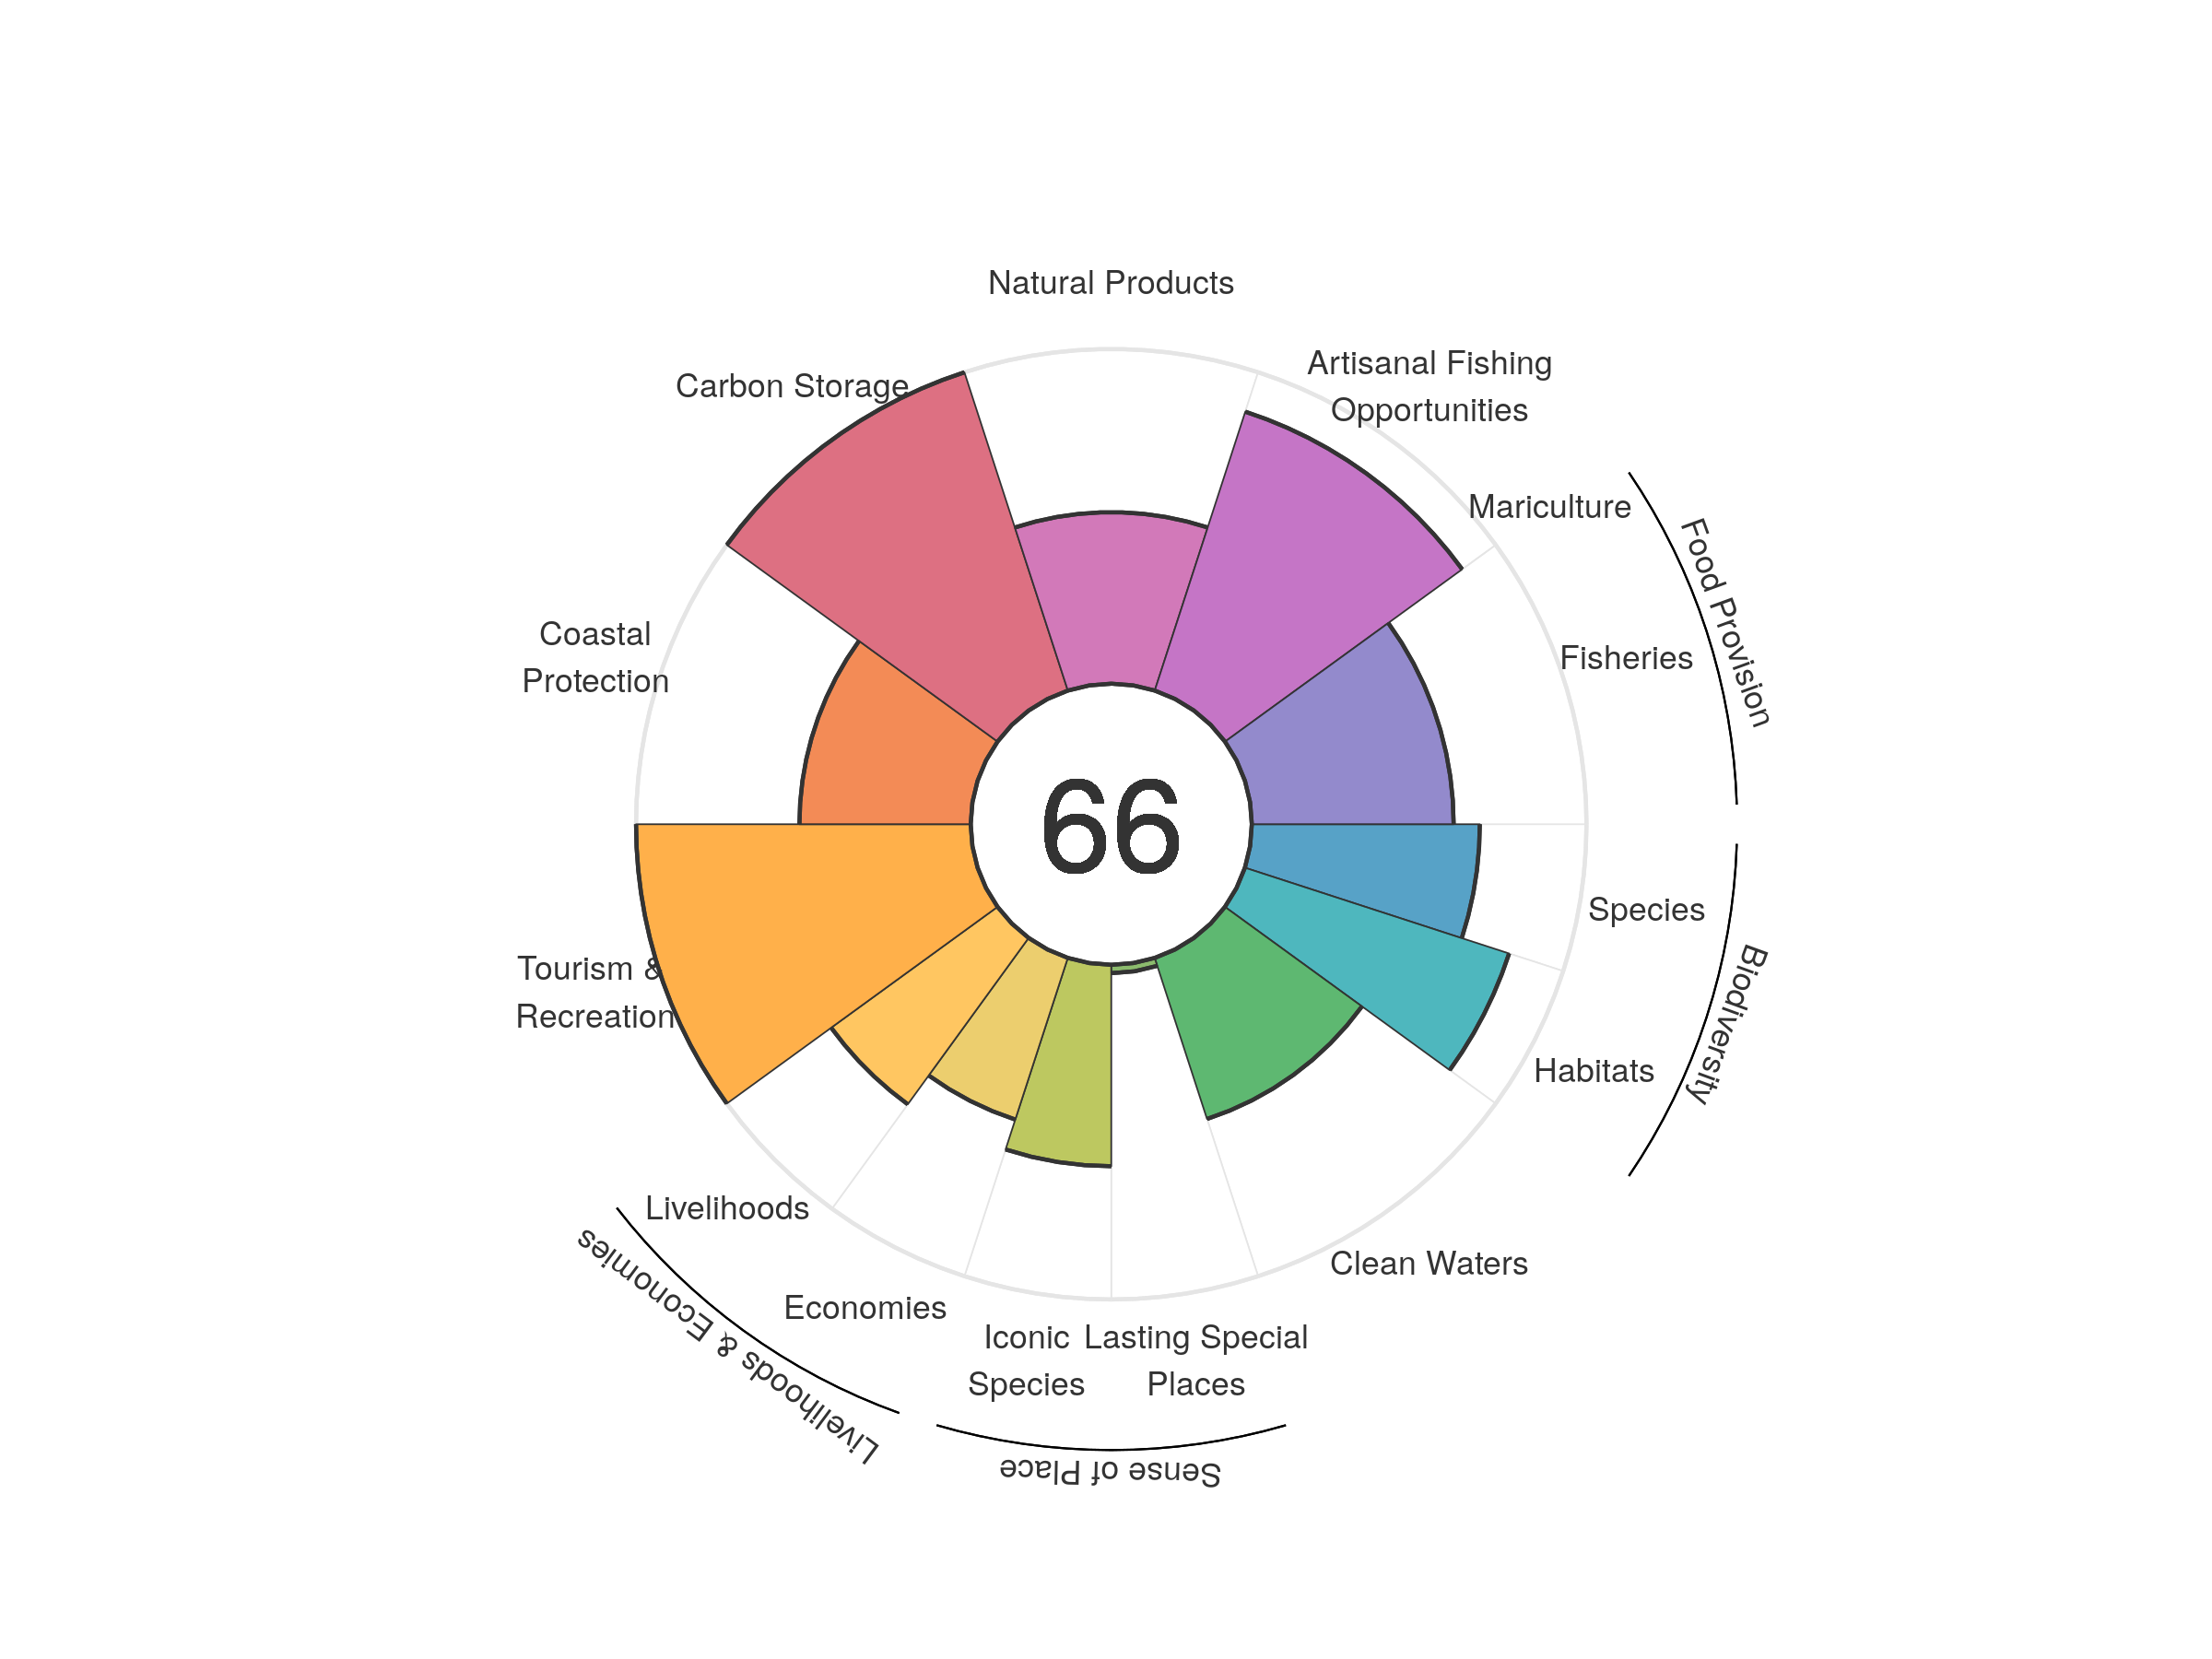 Natural Products
Artisanal Fishing
Opportunities
Carbon Storage
Mariculture
Food Provision
Fisheries
Coastal
Protection
66
Species
Biodiversity
Habitats
Tourism &
Recreation
Livelihoods
Livelihoods & Economies
Clean Waters
Economies
Iconic
Species
Lasting Special
Places
Sense of Place